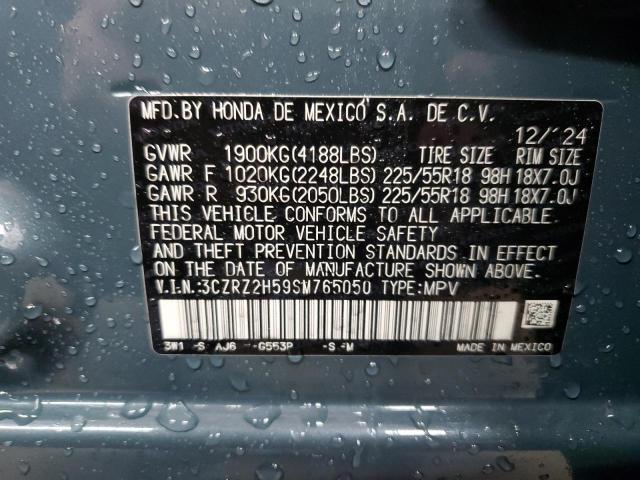 MFD.BY HONDA DE MEXICO S.A. DE C.V.
12/'24
GVWR 1900KG(4188LBS) TIRE SIZE RIM SIZE
GAWR F 1020KG(2248LBS) 225/55R18 98H 18X7.0J
GAWR R 930KG(2050LBS) 225/55R18 98H 18X7.0J
THIS VEHICLE CONFORMS TO ALL APPLICABLE
FEDERAL MOTOR VEHICLE SAFETY
AND THEFT PREVENTION STANDARDS IN EFFECT
ON THE DATE OF MANUFACTURE SHOWN ABOVE.
V.I.N.:3CZRZ2H59SM765050 TYPE:MPV
3W1 -S AJ6 -G553P -S -M MADE IN MEXICO